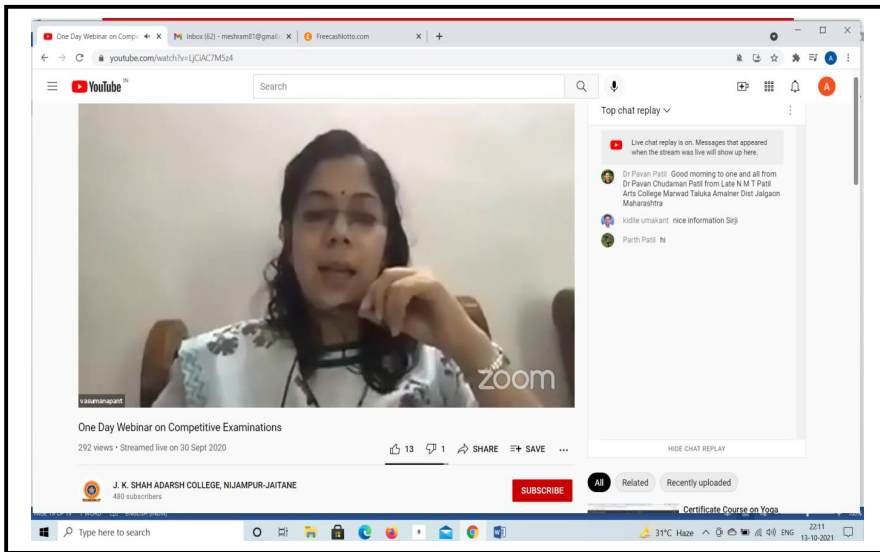 One Day Webinar on Compe
Inbox (62) - meshram81@gmail.c
Freecashlotto.com
youtube.com/watch?v=LjCiAC7M5z4
YouTube IN
Search
Top chat replay
Live chat replay is on. Messages that appeared
when the stream was live will show up here.
Dr Pavan Patil Good morning to one and all from
Dr Pavan Chudaman Patil from Late N M T Patil
Arts College Marwad Taluka Amalner Dist Jalgaon
Maharashtra
kidile umakant nice information Sirji
Parth Patil hi
zoom
vasumanapant
One Day Webinar on Competitive Examinations
292 views • Streamed live on 30 Sept 2020
13 1 SHARE SAVE ...
HIDE CHAT REPLAY
J. K. SHAH ADARSH COLLEGE, NIJAMPUR-JAITANE
480 subscribers
SUBSCRIBE
All Related Recently uploaded
Certificate Course on Yoga
Type here to search
31°C Haze
ENG
22:11
13-10-2021